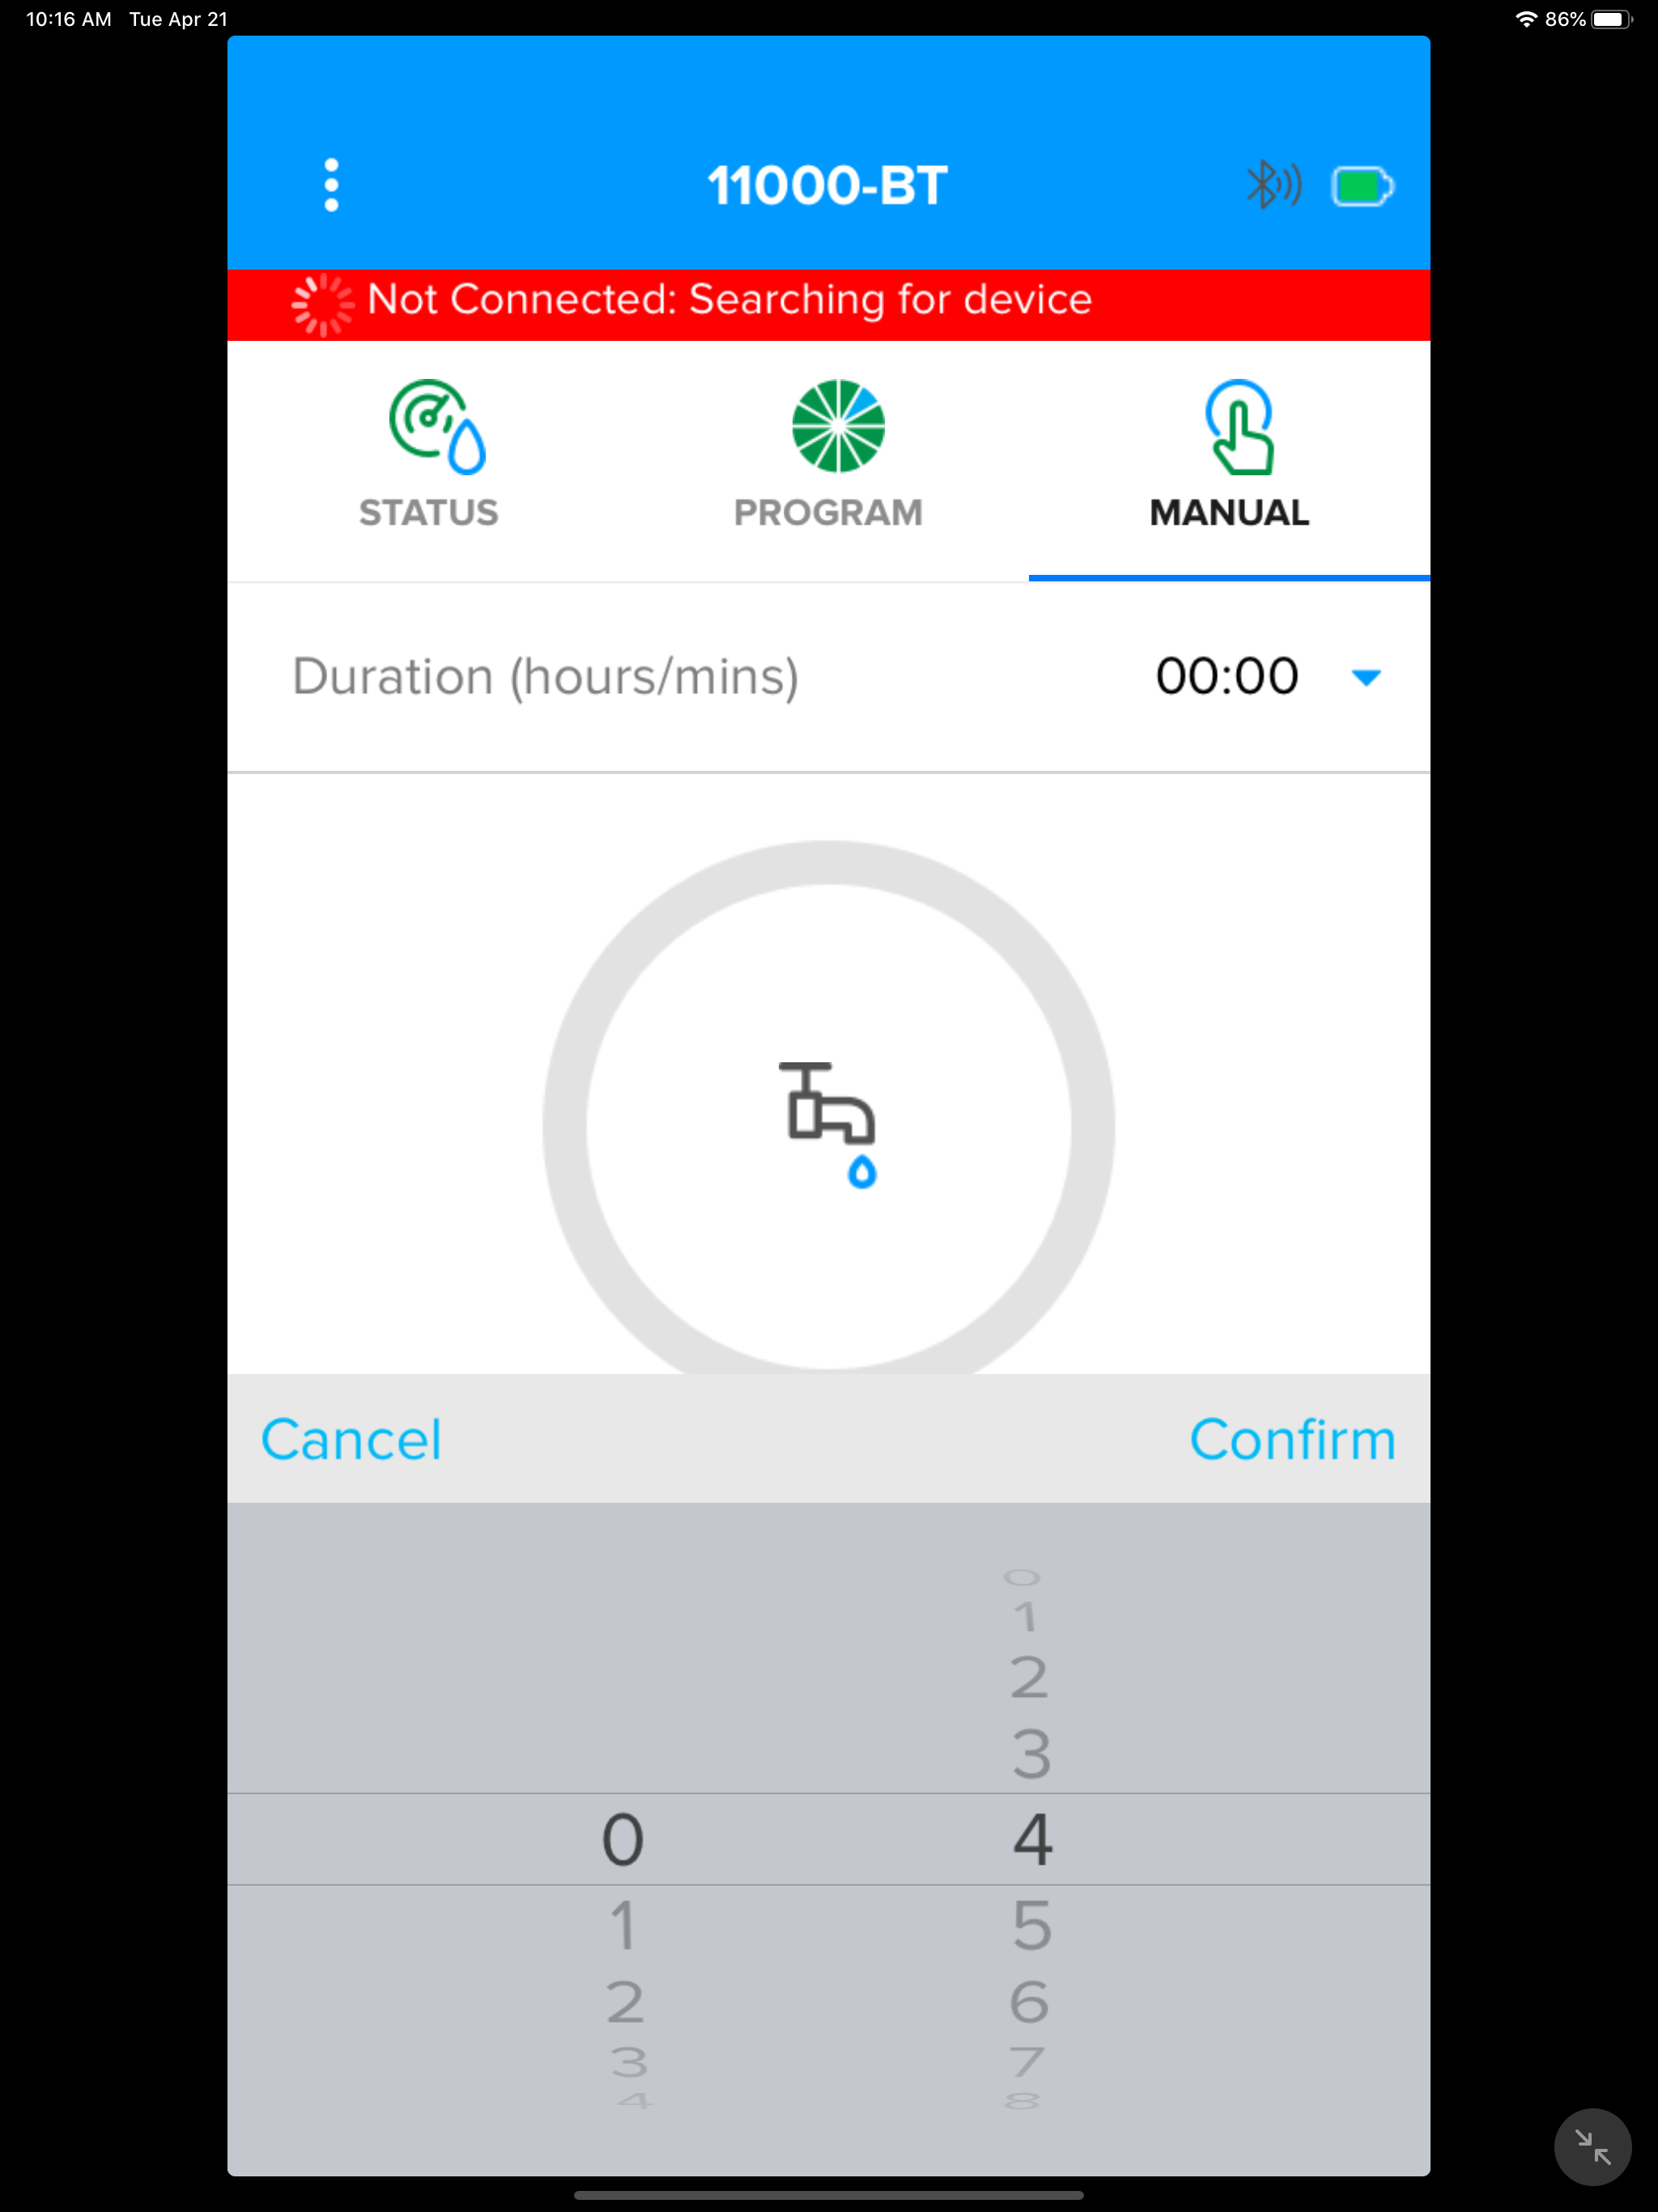 10:16 AM Tue Apr 21 86%
11000-BT
Not Connected: Searching for device
STATUS PROGRAM MANUAL
Duration (hours/mins) 00:00
Cancel Confirm
0
1
2
3
0 4
1 5
2 6
3 7
4 8